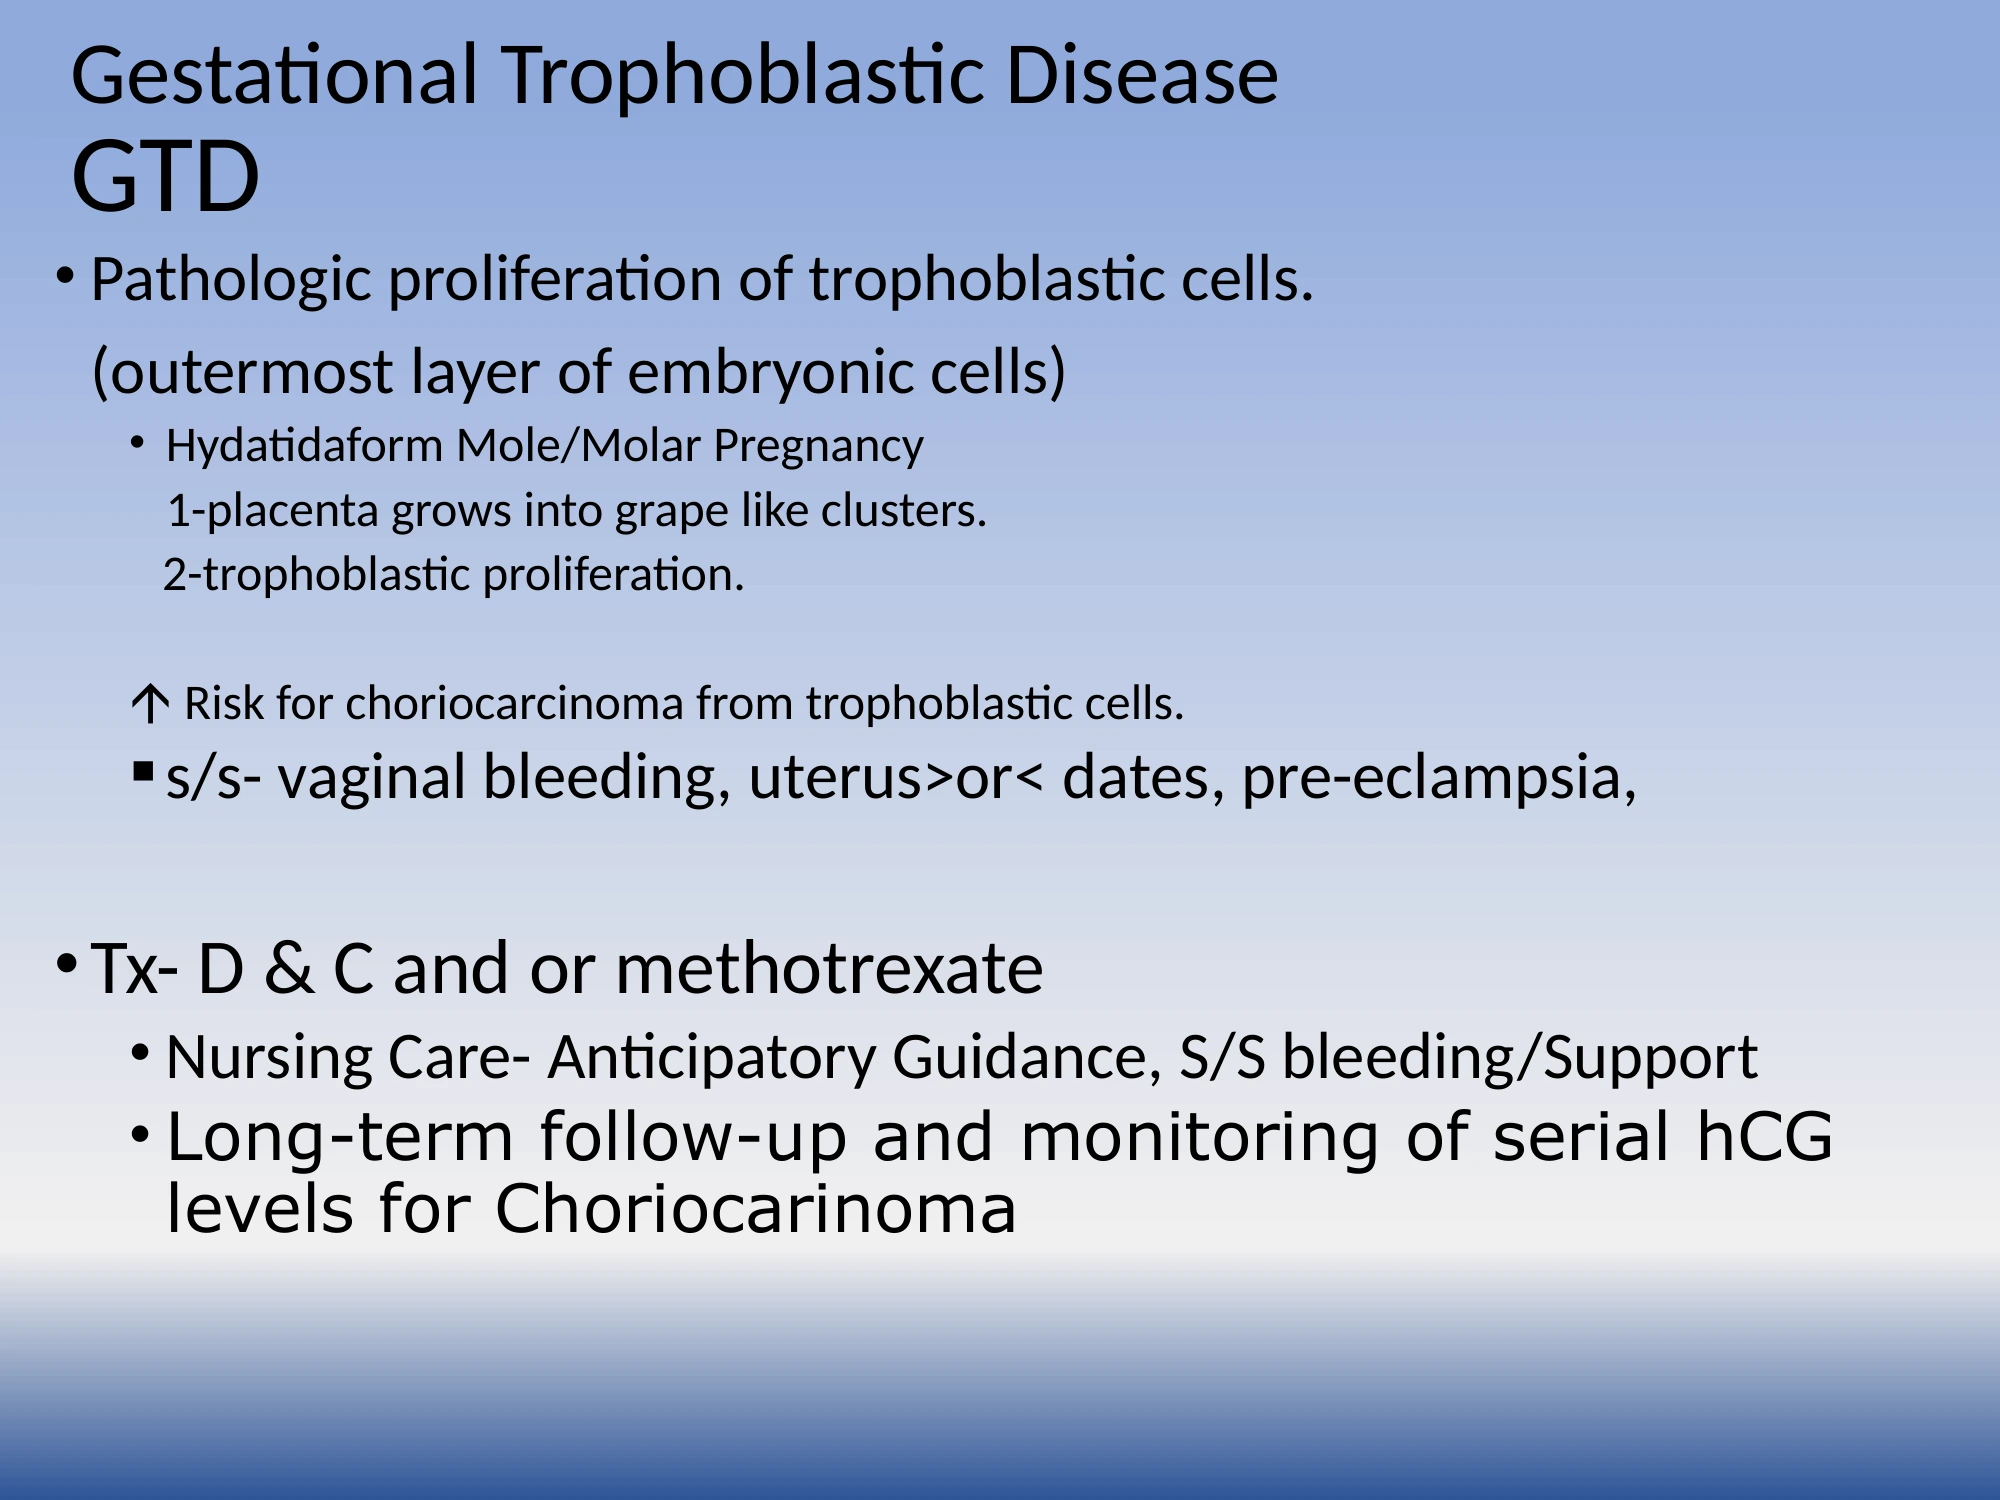 Gestational Trophoblastic Disease
GTD
• Pathologic proliferation of trophoblastic cells.
(outermost layer of embryonic cells)
• Hydatidaform Mole/Molar Pregnancy
1-placenta grows into grape like clusters.
2-trophoblastic proliferation.
↑ Risk for choriocarcinoma from trophoblastic cells.
▪ s/s- vaginal bleeding, uterus>or< dates, pre-eclampsia,
• Tx- D & C and or methotrexate
• Nursing Care- Anticipatory Guidance, S/S bleeding/Support
• Long-term follow-up and monitoring of serial hCG
levels for Choriocarinoma